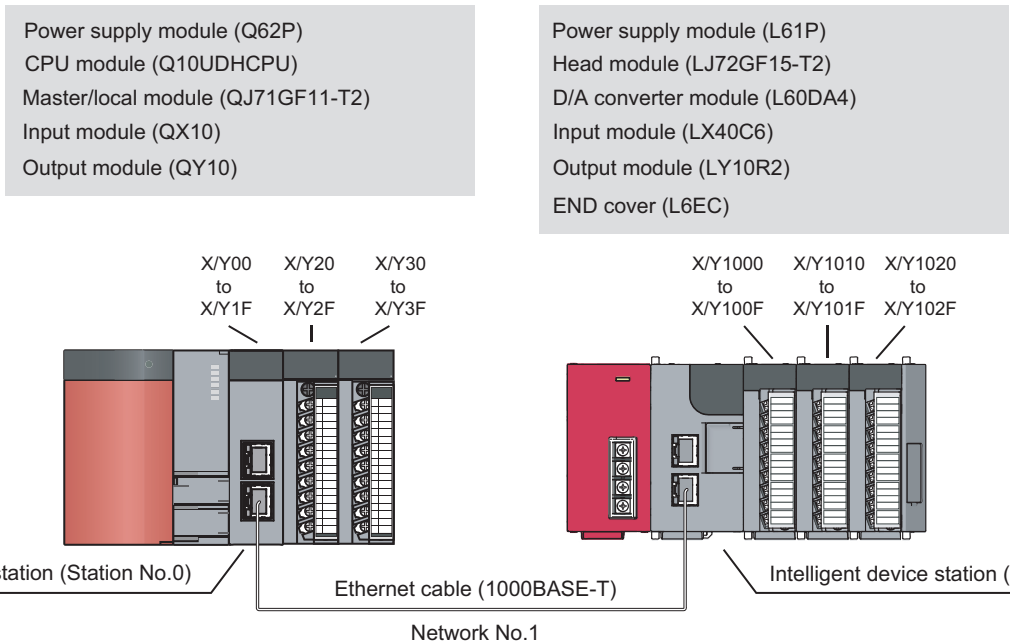 Power supply module (Q62P)
CPU module (Q10UDHCPU)
Master/local module (QJ71GF11-T2)
Input module (QX10)
Output module (QY10)
Power supply module (L61P)
Head module (LJ72GF15-T2)
D/A converter module (L60DA4)
Input module (LX40C6)
Output module (LY10R2)
END cover (L6EC)
X/Y00 X/Y20 X/Y30
to to to
X/Y1F X/Y2F X/Y3F
X/Y1000 X/Y1010 X/Y1020
to to to
X/Y100F X/Y101F X/Y102F
tation (Station No.0)
Ethernet cable (1000BASE-T)
Intelligent device station (
Network No.1